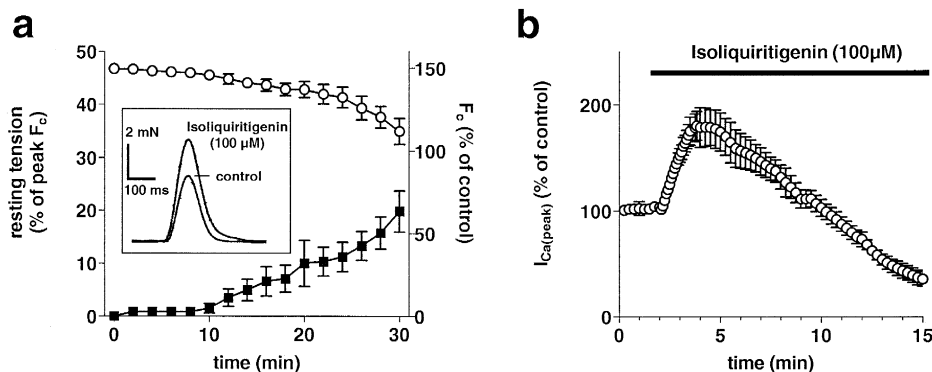 a
resting tension
(% of peak Fc)
50
40
30
20
10
0
150
100
50
0
Fc (% of control)
2 mN
100 ms
Isoliquiritigenin
(100 μM)
control
0
10
20
30
time (min)
b
Isoliquiritigenin (100μM)
ICa(peak) (% of control)
200
100
0
0
5
10
15
time (min)